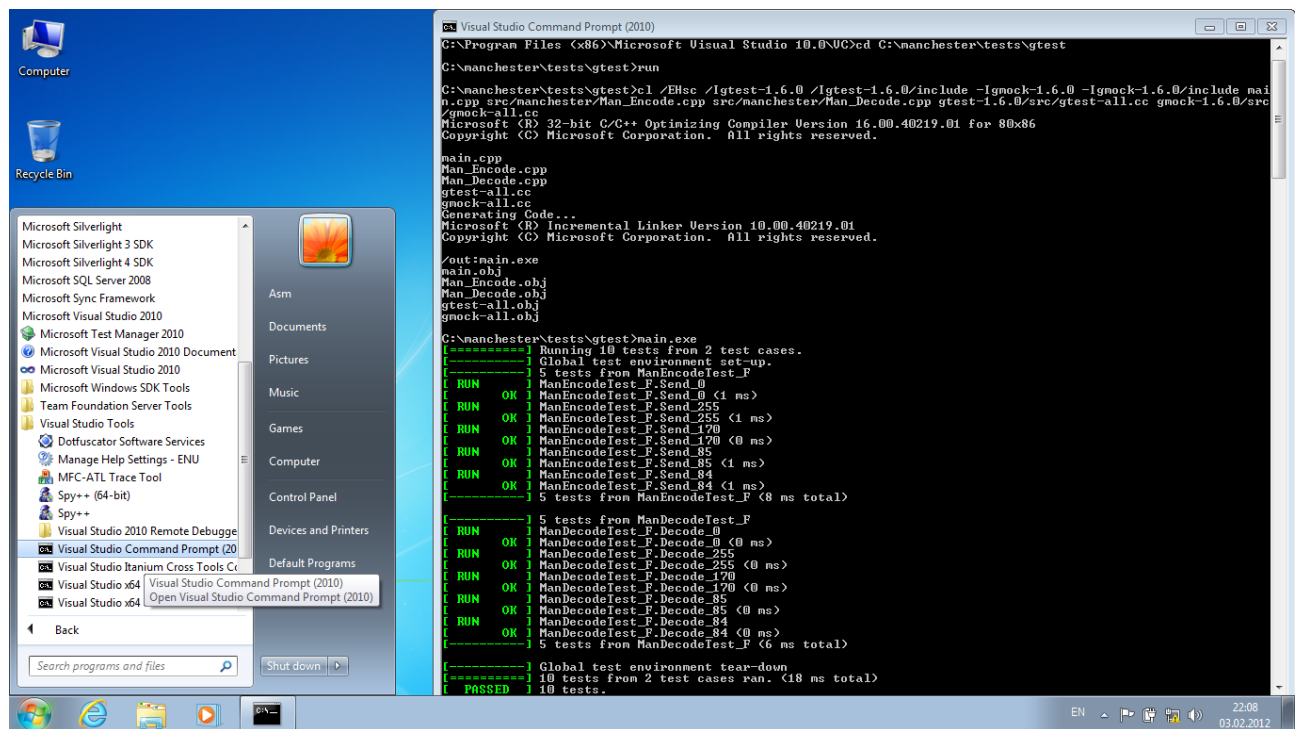 Computer
Recycle Bin
Microsoft Silverlight
Microsoft Silverlight 3 SDK
Microsoft Silverlight 4 SDK
Microsoft SQL Server 2008
Microsoft Sync Framework
Microsoft Visual Studio 2010
Microsoft Test Manager 2010
Microsoft Visual Studio 2010 Document
Microsoft Visual Studio 2010
Microsoft Windows SDK Tools
Team Foundation Server Tools
Visual Studio Tools
Dotfuscator Software Services
Manage Help Settings - ENU
MFC-ATL Trace Tool
Spy++ (64-bit)
Spy++
Visual Studio 2010 Remote Debugge
Visual Studio Command Prompt (20
Visual Studio Itanium Cross Tools Co
Visual Studio x64
Visual Studio x64
Visual Studio Command Prompt (2010)
Open Visual Studio Command Prompt (2010)
Back
Search programs and files
Asm
Documents
Pictures
Music
Games
Computer
Control Panel
Devices and Printers
Default Programs
Shut down
Visual Studio Command Prompt (2010)
C:\Program Files (x86)\Microsoft Visual Studio 10.0\VC>cd C:\manchester\tests\gtest
C:\manchester\tests\gtest>run
C:\manchester\tests\gtest>cl /EHsc /Igtest-1.6.0 /Igtest-1.6.0/include -Igmock-1.6.0 -Igmock-1.6.0/include mai
n.cpp src/manchester/Man_Encode.cpp src/manchester/Man_Decode.cpp gtest-1.6.0/src/gtest-all.cc gmock-1.6.0/src
/gmock-all.cc
Microsoft (R) 32-bit C/C++ Optimizing Compiler Version 16.00.40219.01 for 80x86
Copyright (C) Microsoft Corporation.  All rights reserved.
main.cpp
Man_Encode.cpp
Man_Decode.cpp
gtest-all.cc
gmock-all.cc
Generating Code...
Microsoft (R) Incremental Linker Version 10.00.40219.01
Copyright (C) Microsoft Corporation.  All rights reserved.
/out:main.exe
main.obj
Man_Encode.obj
Man_Decode.obj
gtest-all.obj
gmock-all.obj
C:\manchester\tests\gtest>main.exe
[==========] Running 10 tests from 2 test cases.
[----------] Global test environment set-up.
[----------] 5 tests from ManEncodeTest_F
[ RUN      ] ManEncodeTest_F.Send_0
[       OK ] ManEncodeTest_F.Send_0 (1 ms)
[ RUN      ] ManEncodeTest_F.Send_255
[       OK ] ManEncodeTest_F.Send_255 (1 ms)
[ RUN      ] ManEncodeTest_F.Send_170
[       OK ] ManEncodeTest_F.Send_170 (0 ms)
[ RUN      ] ManEncodeTest_F.Send_85
[       OK ] ManEncodeTest_F.Send_85 (1 ms)
[ RUN      ] ManEncodeTest_F.Send_84
[       OK ] ManEncodeTest_F.Send_84 (1 ms)
[----------] 5 tests from ManEncodeTest_F (8 ms total)
[----------] 5 tests from ManDecodeTest_F
[ RUN      ] ManDecodeTest_F.Decode_0
[       OK ] ManDecodeTest_F.Decode_0 (0 ms)
[ RUN      ] ManDecodeTest_F.Decode_255
[       OK ] ManDecodeTest_F.Decode_255 (0 ms)
[ RUN      ] ManDecodeTest_F.Decode_170
[       OK ] ManDecodeTest_F.Decode_170 (0 ms)
[ RUN      ] ManDecodeTest_F.Decode_85
[       OK ] ManDecodeTest_F.Decode_85 (0 ms)
[ RUN      ] ManDecodeTest_F.Decode_84
[       OK ] ManDecodeTest_F.Decode_84 (0 ms)
[----------] 5 tests from ManDecodeTest_F (6 ms total)
[----------] Global test environment tear-down
[==========] 10 tests from 2 test cases ran. (18 ms total)
[  PASSED  ] 10 tests.
EN
22:08
03.02.2012